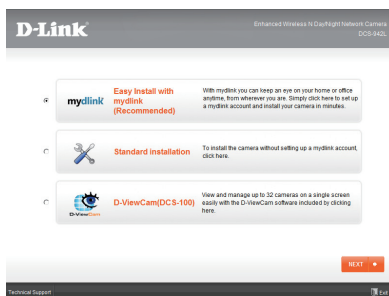 D-Link
Enhanced Wireless N Day/Night Network Camera
DCS-942L
mydlink
Easy Install with
mydlink
(Recommended)
With mydlink you can keep an eye on your home or office
anytime, from wherever you are. Simply click here to set up
a mydlink account and install your camera in minutes.
Standard installation
To install the camera without setting up a mydlink account,
click here.
D-ViewCam
D-ViewCam(DCS-100)
View and manage up to 32 cameras on a single screen
easily with the D-ViewCam software included by clicking
here.
NEXT
Technical Support
Exit